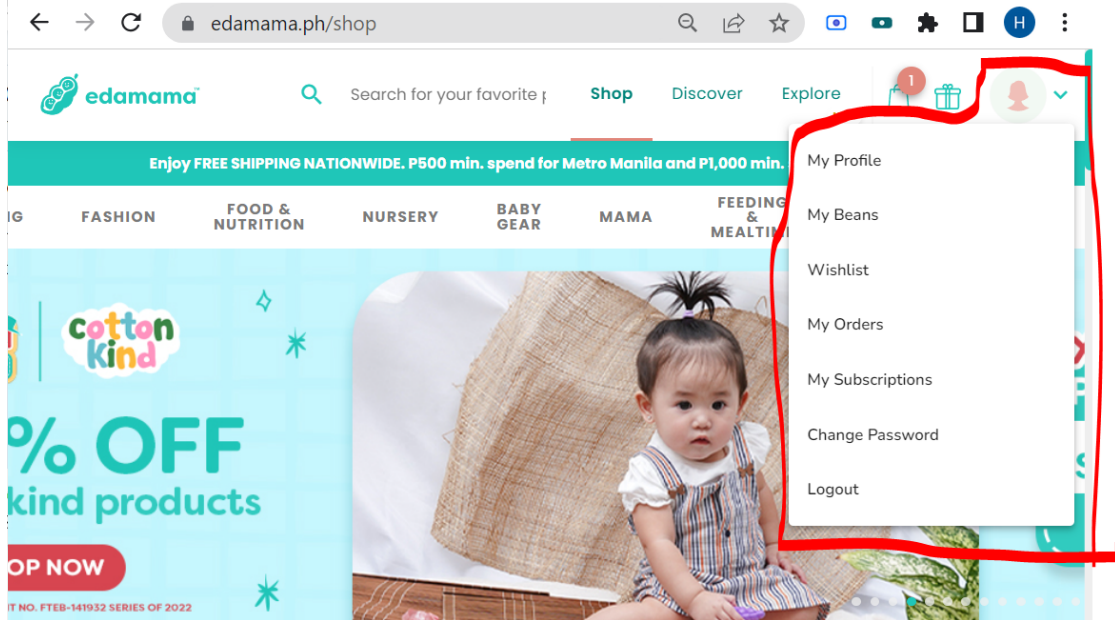 edamama.ph/shop
H
edamama
Search for your favorite p
Shop
Discover
Explore
1
Enjoy FREE SHIPPING NATIONWIDE. P500 min. spend for Metro Manila and P1,000 min.
G
FASHION
FOOD &
NUTRITION
NURSERY
BABY
GEAR
MAMA
FEEDING
&
MEALTIM
My Profile
My Beans
Wishlist
My Orders
My Subscriptions
Change Password
Logout
cotton
kind
% OFF
kind products
OP NOW
IT NO. FTEB-141932 SERIES OF 2022